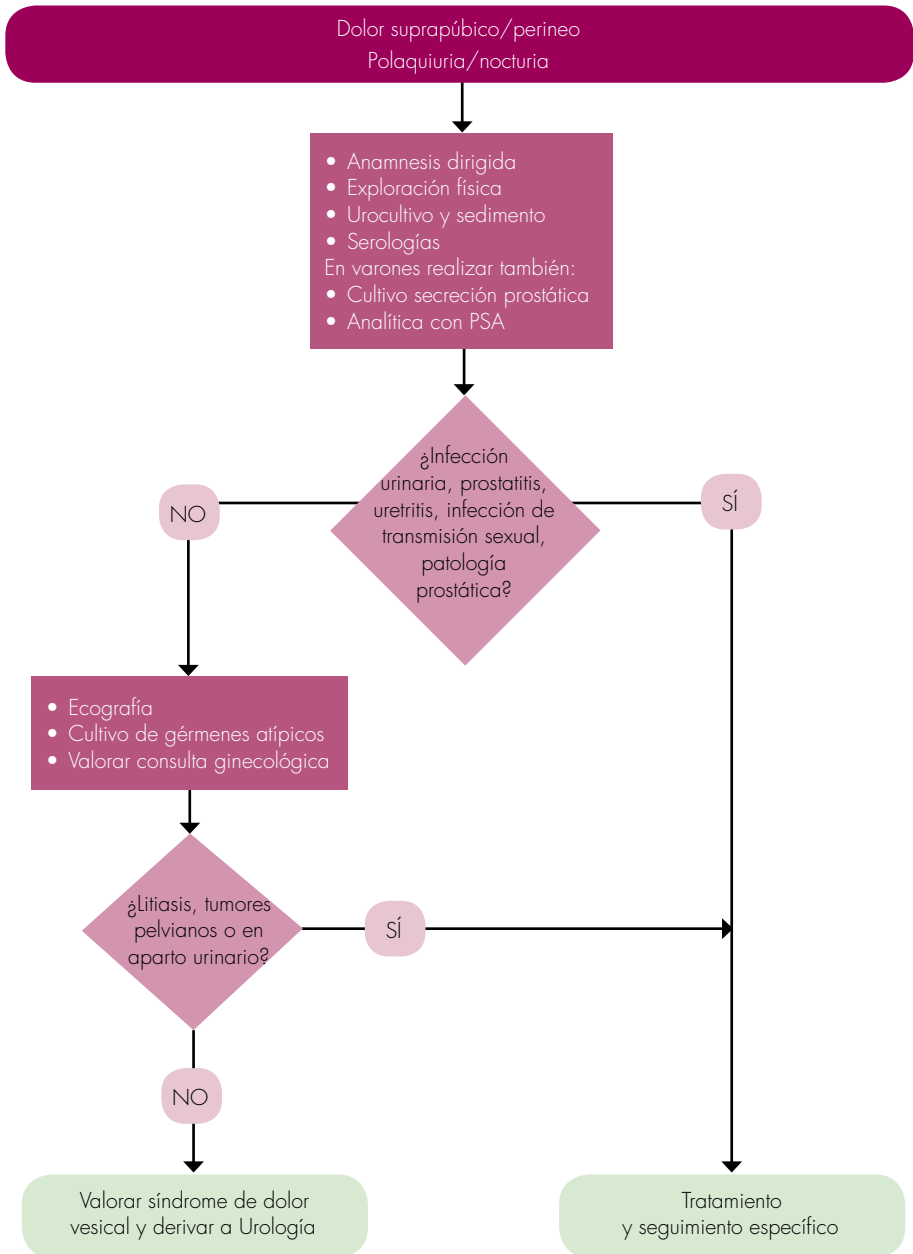 Dolor suprapúbico/perineo
Polaquiuria/nocturia
• Anamnesis dirigida
• Exploración física
• Urocultivo y sedimento
• Serologías
En varones realizar también:
• Cultivo secreción prostática
• Analítica con PSA
¿Infección
urinaria, prostatitis,
uretritis, infección de
transmisión sexual,
patología
prostática?
NO
SÍ
• Ecografía
• Cultivo de gérmenes atípicos
• Valorar consulta ginecológica
¿Litiasis, tumores
pelvianos o en
aparto urinario?
SÍ
NO
Valorar síndrome de dolor
vesical y derivar a Urología
Tratamiento
y seguimiento específico